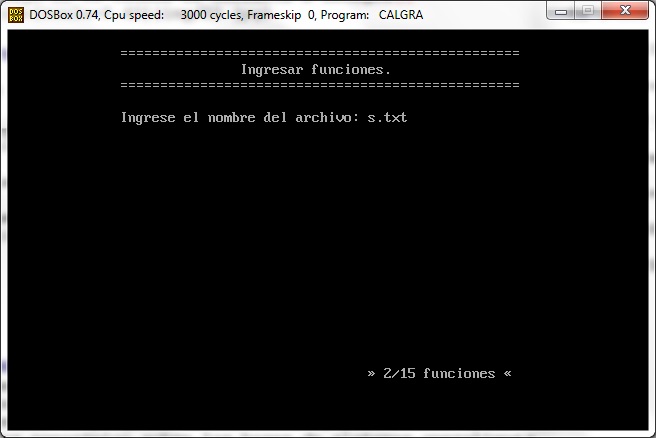 DOSBox 0.74, Cpu speed: 3000 cycles, Frameskip 0, Program: CALGRA
==================================================
Ingresar funciones.
==================================================
Ingrese el nombre del archivo: s.txt
» 2/15 funciones «